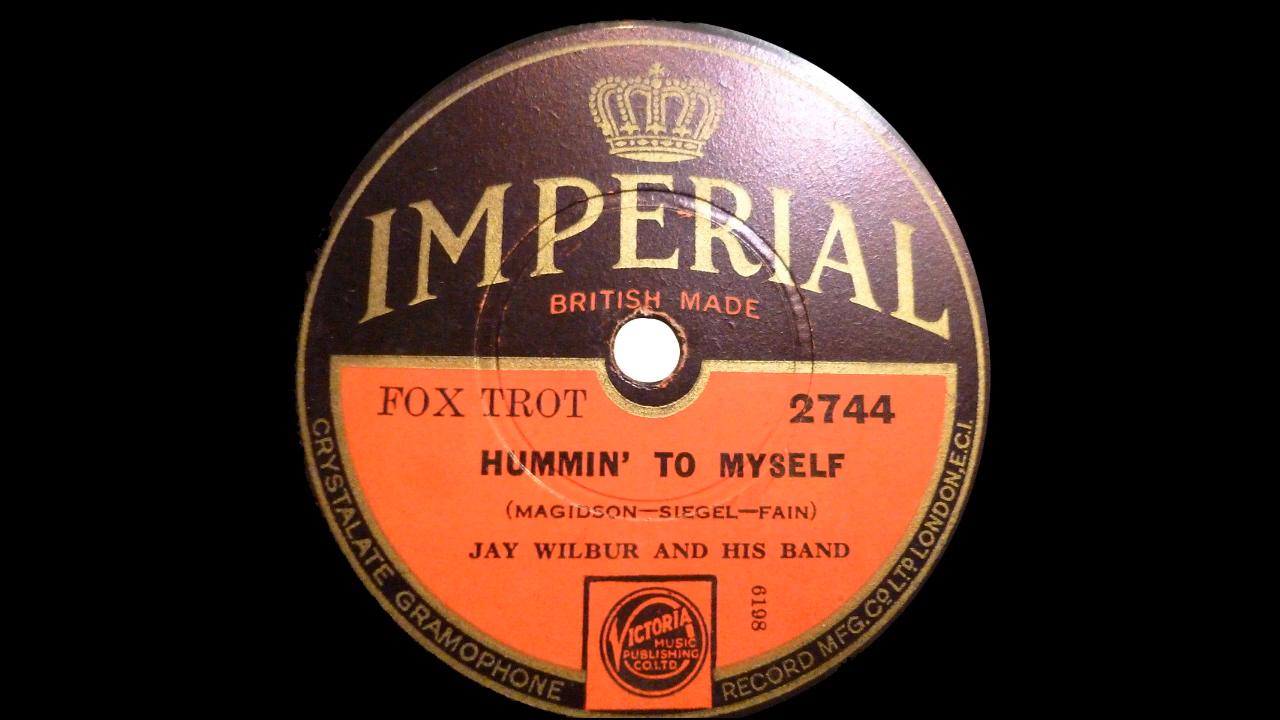 IMPERIAL
BRITISH MADE
FOX TROT 2744
HUMMIN' TO MYSELF
(MAGIDSON—SIEGEL—FAIN)
JAY WILBUR AND HIS BAND
6198
VICTORIA
MUSIC
PUBLISHING
CO. LTD.
CRYSTALATE GRAMOPHONE RECORD MFG. CO LTD LONDON, E.C.1.